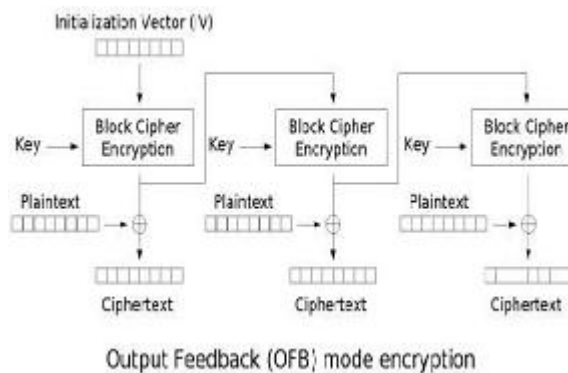 Initialization Vector (IV)
Key
Block Cipher
Encryption
Key
Block Cipher
Encryption
Key
Block Cipher
Encryption
Plaintext
Plaintext
Plaintext
Ciphertext
Ciphertext
Ciphertext
Output Feedback (OFB) mode encryption